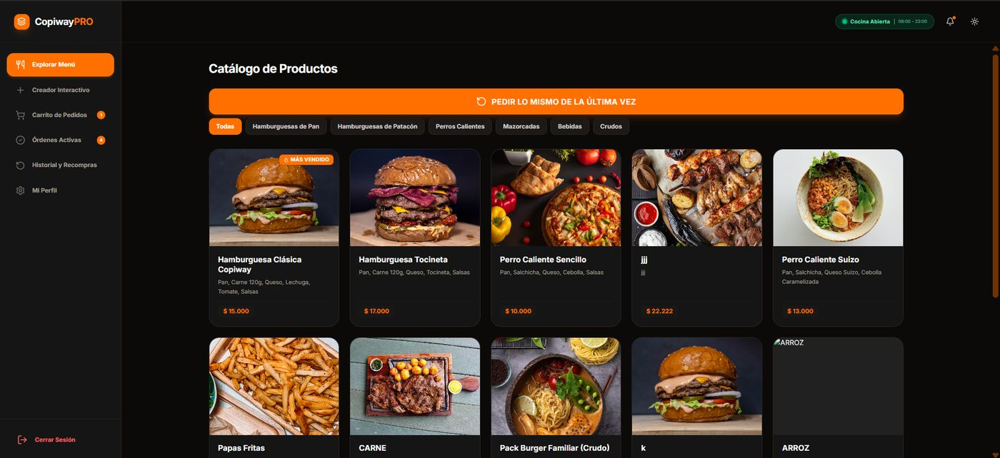 CopiwayPRO
Cocina Abierta | 08:00 - 23:00
Explorar Menú
Creador Interactivo
Carrito de Pedidos 1
Órdenes Activas 4
Historial y Recompras
Mi Perfil
Cerrar Sesión
Catálogo de Productos
PEDIR LO MISMO DE LA ÚLTIMA VEZ
Todas Hamburguesas de Pan Hamburguesas de Patacón Perros Calientes Mazorcadas Bebidas Crudos
MÁS VENDIDO
Hamburguesa Clásica
Copiway
Pan, Carne 120g, Queso, Lechuga,
Tomate, Salsas
$ 15.000
Hamburguesa Tocineta
Pan, Carne 120g, Queso, Tocineta, Salsas
$ 17.000
Perro Caliente Sencillo
Pan, Salchicha, Queso, Cebolla, Salsas
$ 10.000
jjj
jjj
$ 22.222
Perro Caliente Suizo
Pan, Salchicha, Queso Suizo, Cebolla
Caramelizada
$ 13.000
Papas Fritas
CARNE
Pack Burger Familiar (Crudo)
k
ARROZ
ARROZ